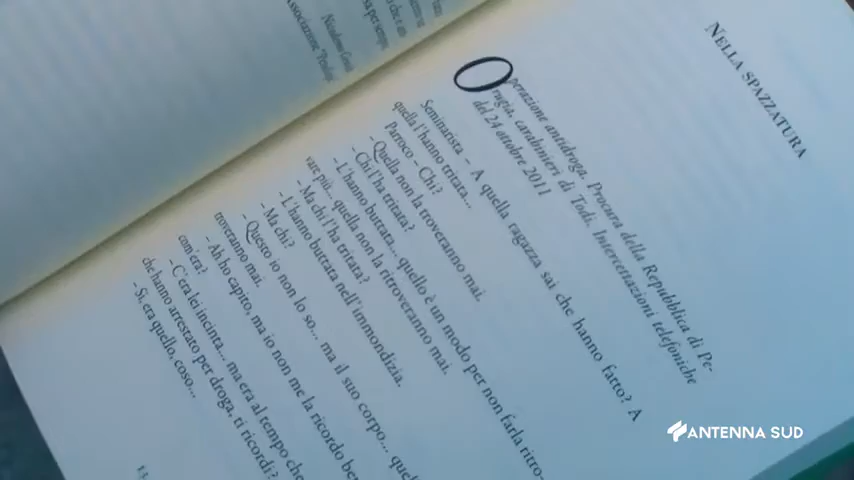 NELLA SPAZZATURA
Operazione antidroga. Procura della Repubblica di Pe-
rugia, carabinieri di Todi. Intercettazioni telefoniche
del 24 ottobre 2011
Seminarista – A quella ragazza sai che hanno fatto? A
quella l'hanno tritata...
Parroco – Chi?
– Quella non la troveranno mai.
– Chi l'ha tritata?
– L'hanno buttata... quello è un modo per non farla ritro-
vare più... quella non la ritroveranno mai.
– Ma chi l'ha tritata?
– L'hanno buttata nell'immondizia.
– Ma chi?
– Questo io non lo so... ma il suo corpo... quel
troveranno mai.
– Ah ho capito, ma io non me la ricordo be
com'era?
– C'era lei incinta... ma era al tempo che
che hanno arrestato per droga, ti ricordi?
– Sì, era quello, coso...
13
ANTENNA SUD